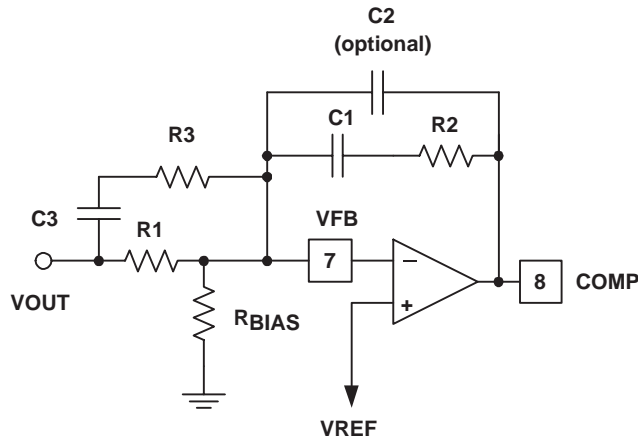 C2
(optional)
C1
R2
R3
C3
R1
VFB
7
8
COMP
VOUT
RBIAS
VREF